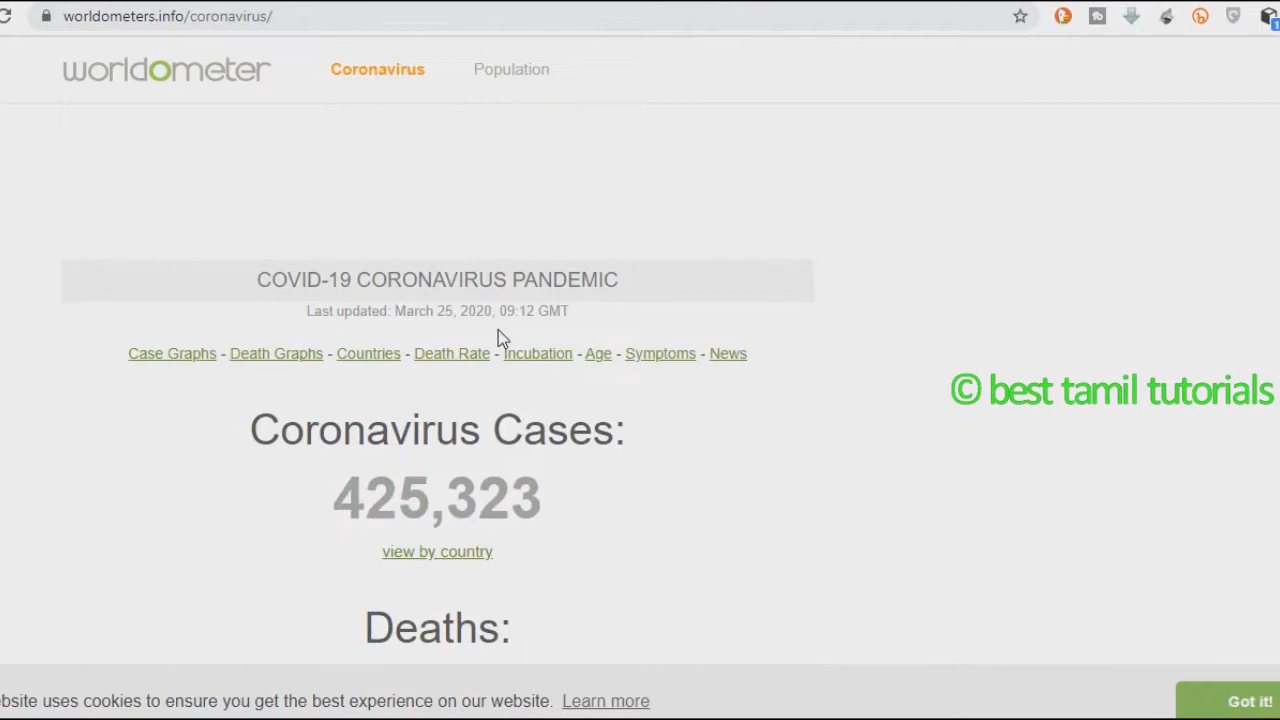 worldometers.info/coronavirus/
worldometer Coronavirus Population
COVID-19 CORONAVIRUS PANDEMIC
Last updated: March 25, 2020, 09:12 GMT
Case Graphs - Death Graphs - Countries - Death Rate - Incubation - Age - Symptoms - News
© best tamil tutorials
Coronavirus Cases:
425,323
view by country
Deaths:
ebsite uses cookies to ensure you get the best experience on our website. Learn more Got it!